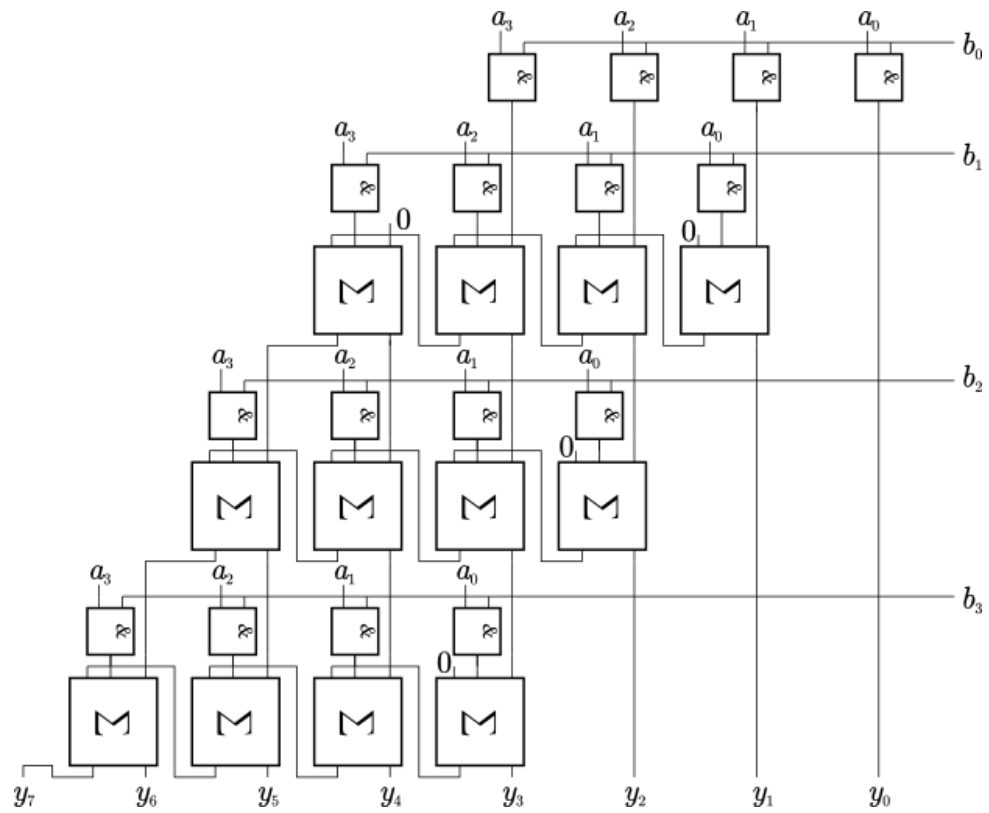 a₃ a₂ a₁ a₀
b₀
& & & &
a₃ a₂ a₁ a₀
b₁
& & & &
0 0
Σ Σ Σ Σ
a₃ a₂ a₁ a₀
b₂
& & & &
0
Σ Σ Σ Σ
a₃ a₂ a₁ a₀
b₃
& & & &
0
Σ Σ Σ Σ
y₇ y₆ y₅ y₄ y₃ y₂ y₁ y₀